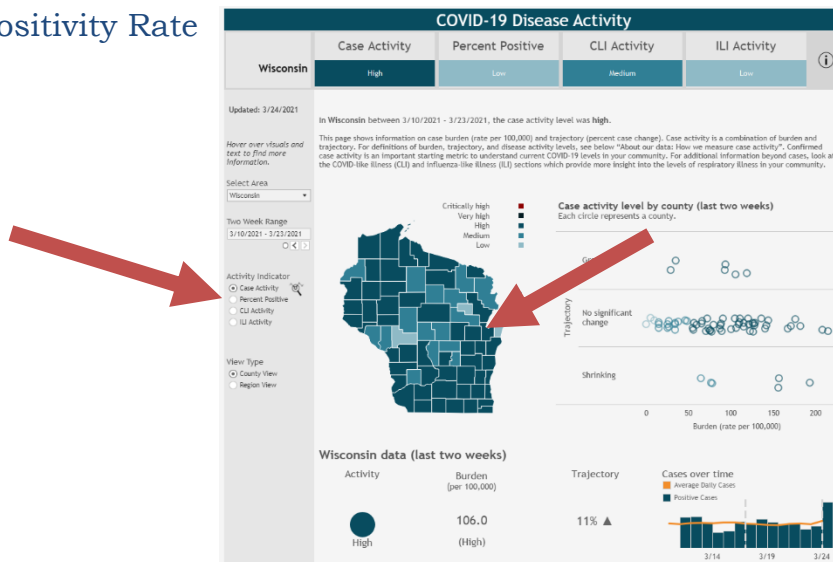 ositivity Rate
COVID-19 Disease Activity
Wisconsin
Case Activity
High
Percent Positive
Low
CLI Activity
Medium
ILI Activity
Low
i
Updated: 3/24/2021
Hover over visuals and
text to find more
information.
Select Area
Wisconsin
Two Week Range
3/10/2021 - 3/23/2021
Activity Indicator
Case Activity
Percent Positive
CLI Activity
ILI Activity
View Type
County View
Region View
In Wisconsin between 3/10/2021 - 3/23/2021, the case activity level was high.
This page shows information on case burden (rate per 100,000) and trajectory (percent case change). Case activity is a combination of burden and
trajectory. For definitions of burden, trajectory, and disease activity levels, see below "About our data: How we measure case activity". Confirmed
case activity is an important starting metric to understand current COVID-19 levels in your community. For additional information beyond cases, look at
the COVID-like illness (CLI) and influenza-like illness (ILI) sections which provide more insight into the levels of respiratory illness in your community.
Critically high
Very high
High
Medium
Low
Case activity level by county (last two weeks)
Each circle represents a county.
Trajectory
No significant
change
Shrinking
0 50 100 150 200
Burden (rate per 100,000)
Wisconsin data (last two weeks)
Activity
High
Burden
(per 100,000)
106.0
(High)
Trajectory
11% ▲
Cases over time
Average Daily Cases
Positive Cases
3/14 3/19 3/24